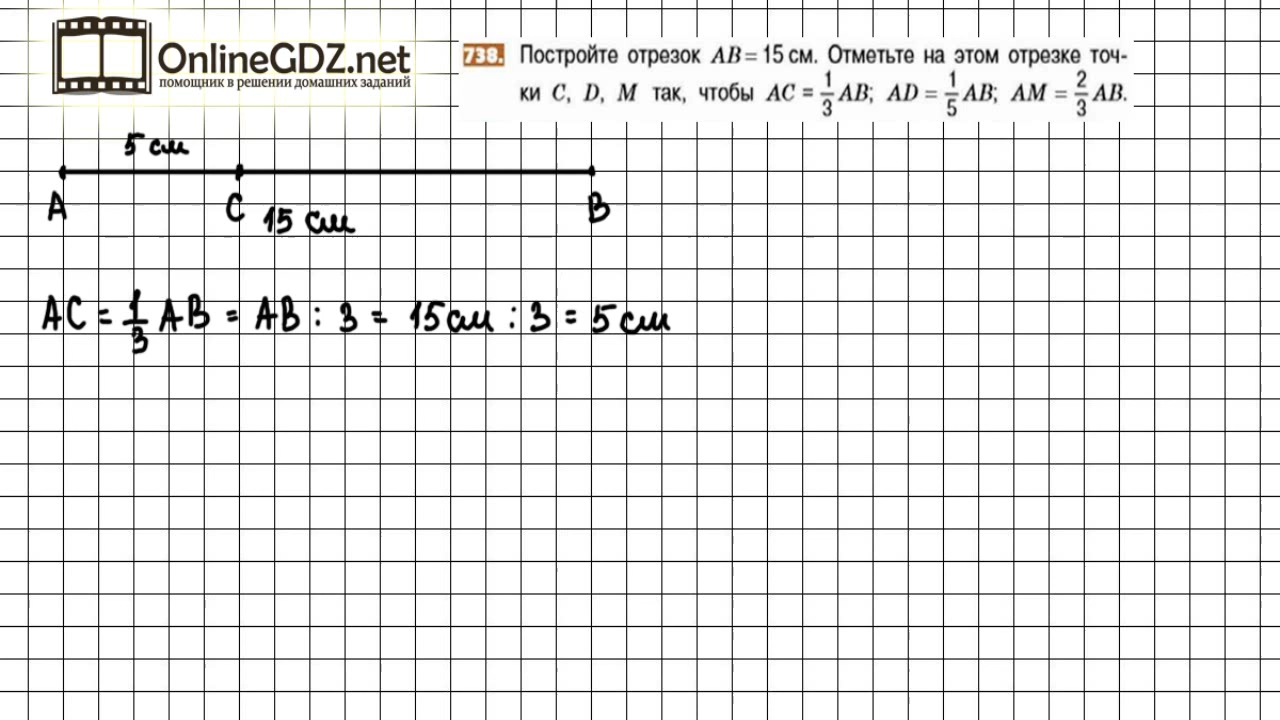 OnlineGDZ.net
помощник в решении домашних заданий
738. Постройте отрезок AB = 15 см. Отметьте на этом отрезке точ-
ки C, D, M так, чтобы AC = 1/3 AB; AD = 1/5 AB; AM = 2/3 AB.
5 см
A C B
15 см
AC = 1/3 AB = AB : 3 = 15 см : 3 = 5 см